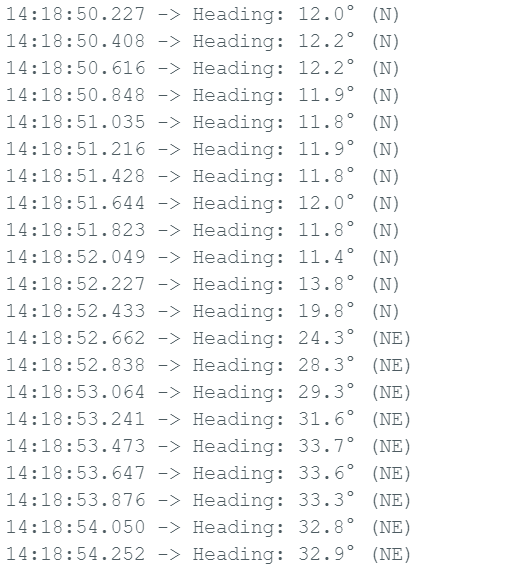 14:18:50.227 -> Heading: 12.0° (N)
14:18:50.408 -> Heading: 12.2° (N)
14:18:50.616 -> Heading: 12.2° (N)
14:18:50.848 -> Heading: 11.9° (N)
14:18:51.035 -> Heading: 11.8° (N)
14:18:51.216 -> Heading: 11.9° (N)
14:18:51.428 -> Heading: 11.8° (N)
14:18:51.644 -> Heading: 12.0° (N)
14:18:51.823 -> Heading: 11.8° (N)
14:18:52.049 -> Heading: 11.4° (N)
14:18:52.227 -> Heading: 13.8° (N)
14:18:52.433 -> Heading: 19.8° (N)
14:18:52.662 -> Heading: 24.3° (NE)
14:18:52.838 -> Heading: 28.3° (NE)
14:18:53.064 -> Heading: 29.3° (NE)
14:18:53.241 -> Heading: 31.6° (NE)
14:18:53.473 -> Heading: 33.7° (NE)
14:18:53.647 -> Heading: 33.6° (NE)
14:18:53.876 -> Heading: 33.3° (NE)
14:18:54.050 -> Heading: 32.8° (NE)
14:18:54.252 -> Heading: 32.9° (NE)